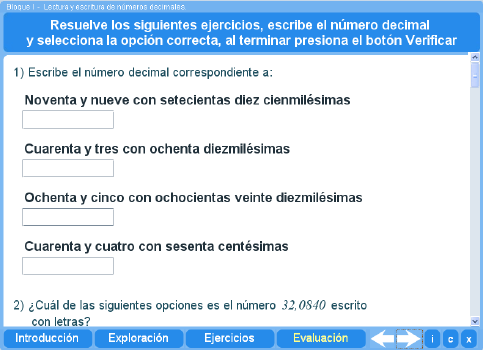 Bloque I - Lectura y escritura de números decimales.
Resuelve los siguientes ejercicios, escribe el número decimal
y selecciona la opción correcta, al terminar presiona el botón Verificar
1) Escribe el número decimal correspondiente a:
Noventa y nueve con setecientas diez cienmilésimas
Cuarenta y tres con ochenta diezmilésimas
Ochenta y cinco con ochocientas veinte diezmilésimas
Cuarenta y cuatro con sesenta centésimas
2) ¿Cuál de las siguientes opciones es el número 32,0840 escrito
con letras?
Introducción Exploración Ejercicios Evaluación i c x